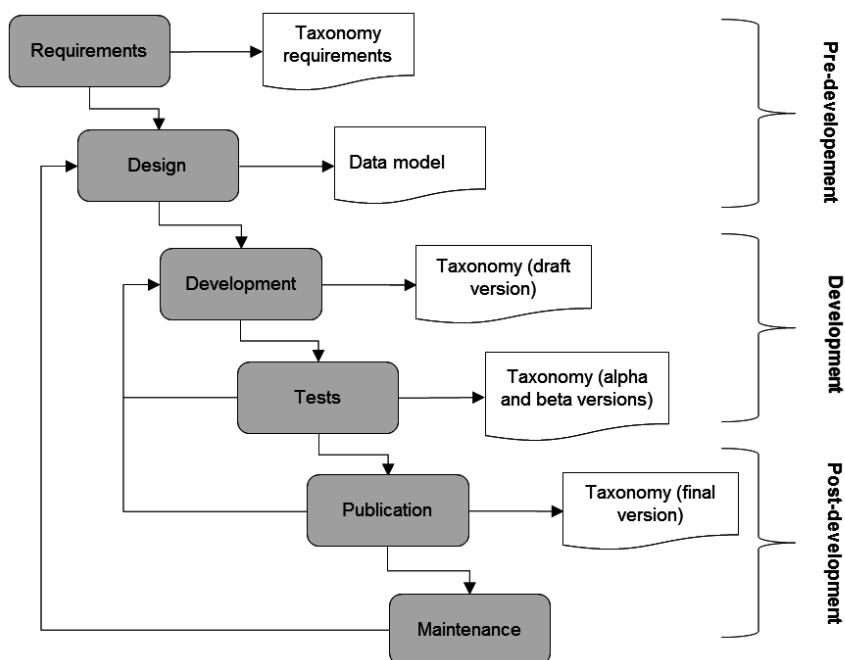 Requirements
Taxonomy
requirements
Design
Data model
Development
Taxonomy (draft
version)
Tests
Taxonomy (alpha
and beta versions)
Publication
Taxonomy (final
version)
Maintenance
Pre-developement
Development
Post-development